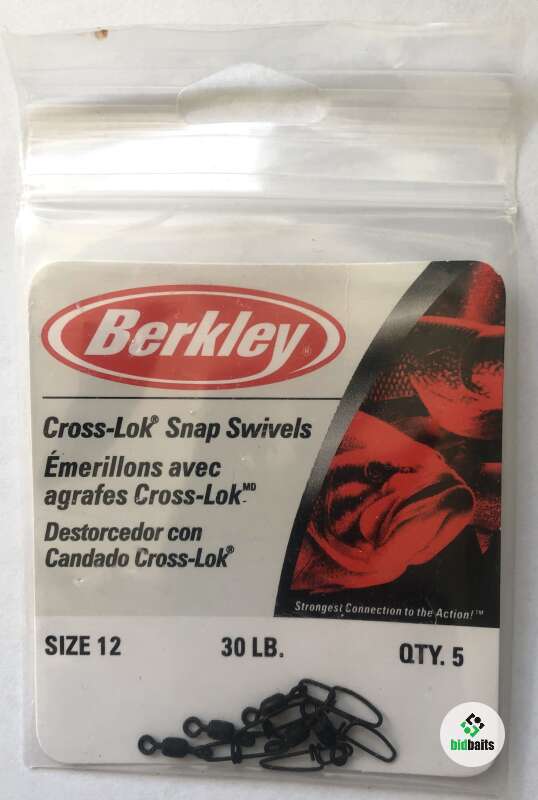 Berkley®
Cross-Lok® Snap Swivels
Émerillons avec
agrafes Cross-Lok MD
Destorcedor con
Candado Cross-Lok®
Strongest Connection to the Action!™
SIZE 12 30 LB. QTY. 5
bidbaits